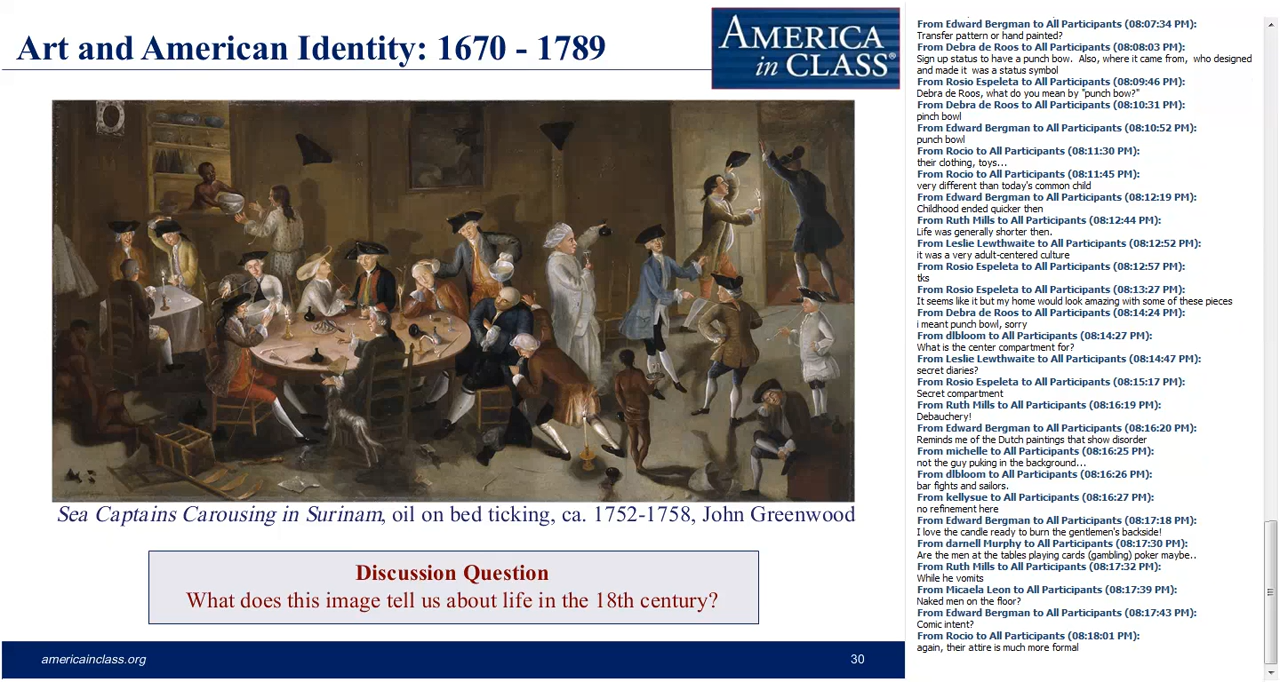 Art and American Identity: 1670 - 1789
AMERICA
in CLASS®
Sea Captains Carousing in Surinam, oil on bed ticking, ca. 1752-1758, John Greenwood
Discussion Question
What does this image tell us about life in the 18th century?
americainclass.org
30
From Edward Bergman to All Participants (08:07:34 PM):
Transfer pattern or hand painted?
From Debra de Roos to All Participants (08:08:03 PM):
Sign up status to have a punch bow.  Also, where it came from,  who designed
and made it  was a status symbol
From Rosio Espeleta to All Participants (08:09:46 PM):
Debra de Roos, what do you mean by "punch bow?"
From Debra de Roos to All Participants (08:10:31 PM):
pinch bowl
From Edward Bergman to All Participants (08:10:52 PM):
punch bowl
From Rocio to All Participants (08:11:30 PM):
their clothing, toys...
From Rocio to All Participants (08:11:45 PM):
very different than today's common child
From Edward Bergman to All Participants (08:12:19 PM):
Childhood ended quicker then
From Ruth Mills to All Participants (08:12:44 PM):
Life was generally shorter then.
From Leslie Lewthwaite to All Participants (08:12:52 PM):
it was a very adult-centered culture
From Rosio Espeleta to All Participants (08:12:57 PM):
tks
From Rosio Espeleta to All Participants (08:13:27 PM):
It seems like it but my home would look amazing with some of these pieces
From Debra de Roos to All Participants (08:14:24 PM):
i meant punch bowl, sorry
From dlbloom to All Participants (08:14:27 PM):
What is the center compartment for?
From Leslie Lewthwaite to All Participants (08:14:47 PM):
secret diaries?
From Rosio Espeleta to All Participants (08:15:17 PM):
Secret compartment
From Ruth Mills to All Participants (08:16:19 PM):
Debauchery!
From Edward Bergman to All Participants (08:16:20 PM):
Reminds me of the Dutch paintings that show disorder
From michelle to All Participants (08:16:25 PM):
not the guy puking in the background...
From dlbloom to All Participants (08:16:26 PM):
bar fights and sailors.
From kellysue to All Participants (08:16:27 PM):
no refinement here
From Edward Bergman to All Participants (08:17:18 PM):
I love the candle ready to burn the gentlemen's backside!
From darnell Murphy to All Participants (08:17:30 PM):
Are the men at the tables playing cards (gambling) poker maybe..
From Ruth Mills to All Participants (08:17:32 PM):
While he vomits
From Micaela Leon to All Participants (08:17:39 PM):
Naked men on the floor?
From Edward Bergman to All Participants (08:17:43 PM):
Comic intent?
From Rocio to All Participants (08:18:01 PM):
again, their attire is much more formal